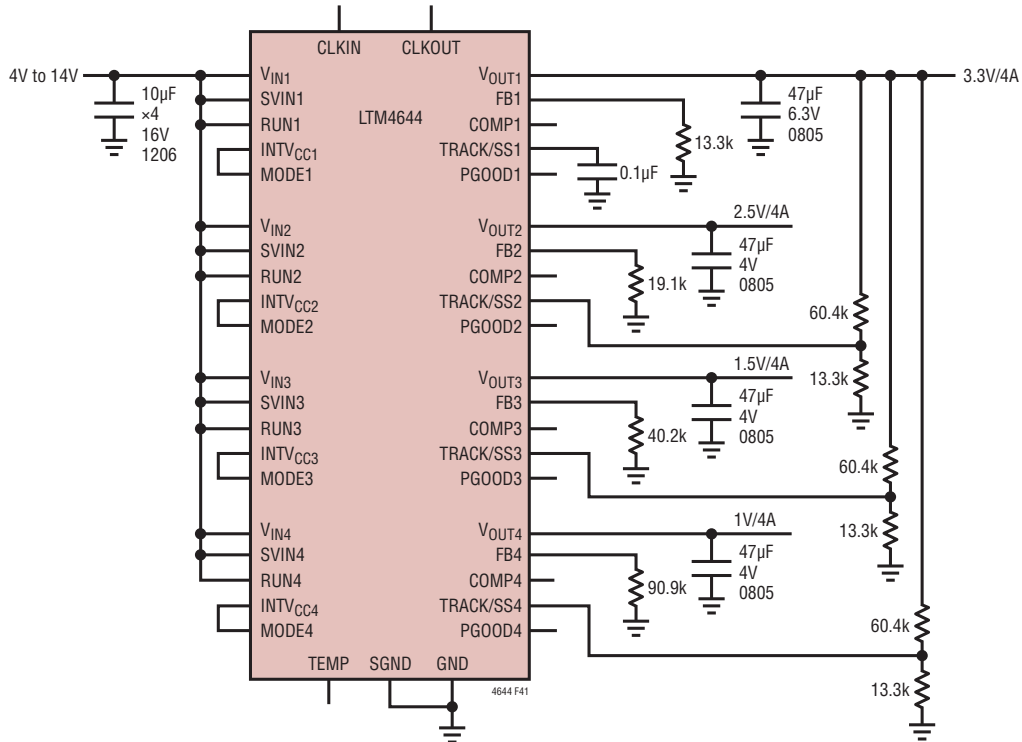 CLKIN CLKOUT
4V to 14V
10µF
×4
16V
1206
LTM4644
VIN1
SVIN1
RUN1
INTVCC1
MODE1
VOUT1
FB1
COMP1
TRACK/SS1
PGOOD1
3.3V/4A
47µF
6.3V
0805
13.3k
0.1µF
VIN2
SVIN2
RUN2
INTVCC2
MODE2
VOUT2
FB2
COMP2
TRACK/SS2
PGOOD2
2.5V/4A
47µF
4V
0805
19.1k
60.4k
13.3k
VIN3
SVIN3
RUN3
INTVCC3
MODE3
VOUT3
FB3
COMP3
TRACK/SS3
PGOOD3
1.5V/4A
47µF
4V
0805
40.2k
60.4k
13.3k
VIN4
SVIN4
RUN4
INTVCC4
MODE4
VOUT4
FB4
COMP4
TRACK/SS4
PGOOD4
1V/4A
47µF
4V
0805
90.9k
60.4k
13.3k
TEMP SGND GND
4644 F41